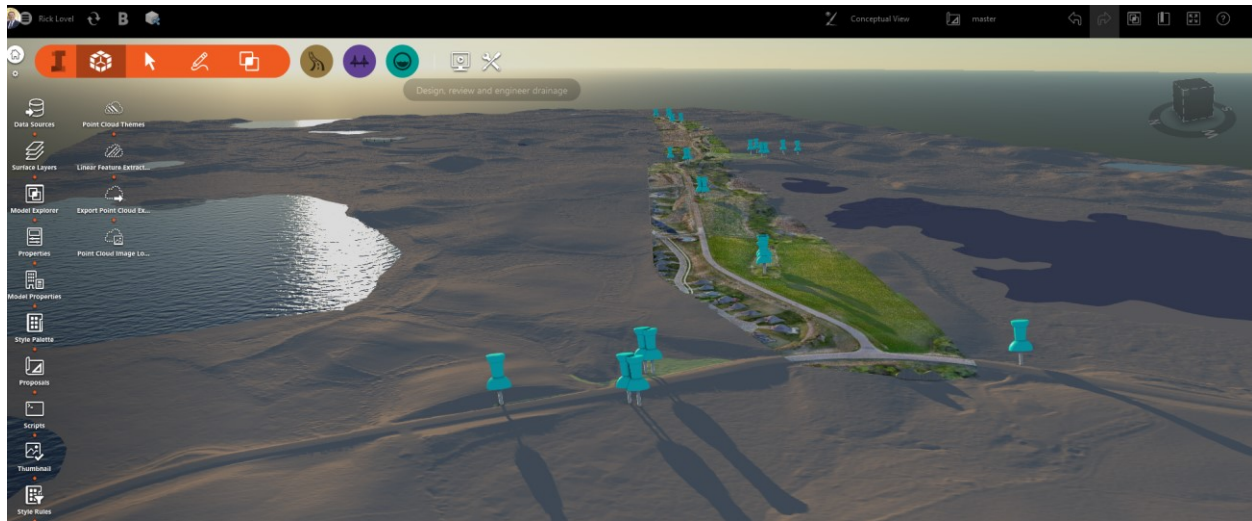 Rick Lovel
B
Conceptual View
master
Design, review and engineer drainage
Data Sources
Point Cloud Themes
Surface Layers
Linear Feature Extract...
Model Explorer
Export Point Cloud Ex...
Properties
Point Cloud Image Lo...
Model Properties
Style Palette
Proposals
Scripts
Thumbnail
Style Rules